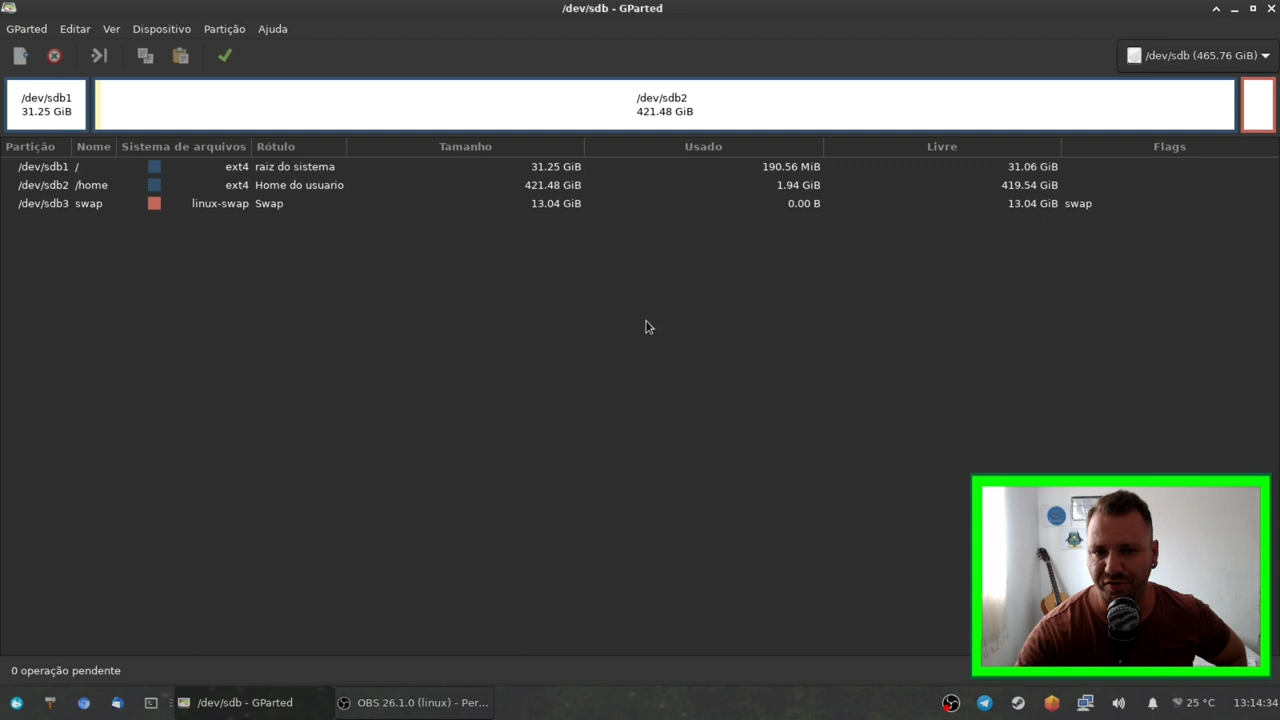 /dev/sdb - GParted
GParted Editar Ver Dispositivo Partição Ajuda
/dev/sdb (465.76 GiB)
/dev/sdb1
31.25 GiB
/dev/sdb2
421.48 GiB
Partição Nome Sistema de arquivos Rótulo Tamanho Usado Livre Flags
/dev/sdb1 / ext4 raiz do sistema 31.25 GiB 190.56 MiB 31.06 GiB
/dev/sdb2 /home ext4 Home do usuario 421.48 GiB 1.94 GiB 419.54 GiB
/dev/sdb3 swap linux-swap Swap 13.04 GiB 0.00 B 13.04 GiB swap
0 operação pendente
/dev/sdb - GParted OBS 26.1.0 (linux) - Per... 25 °C 13:14:34